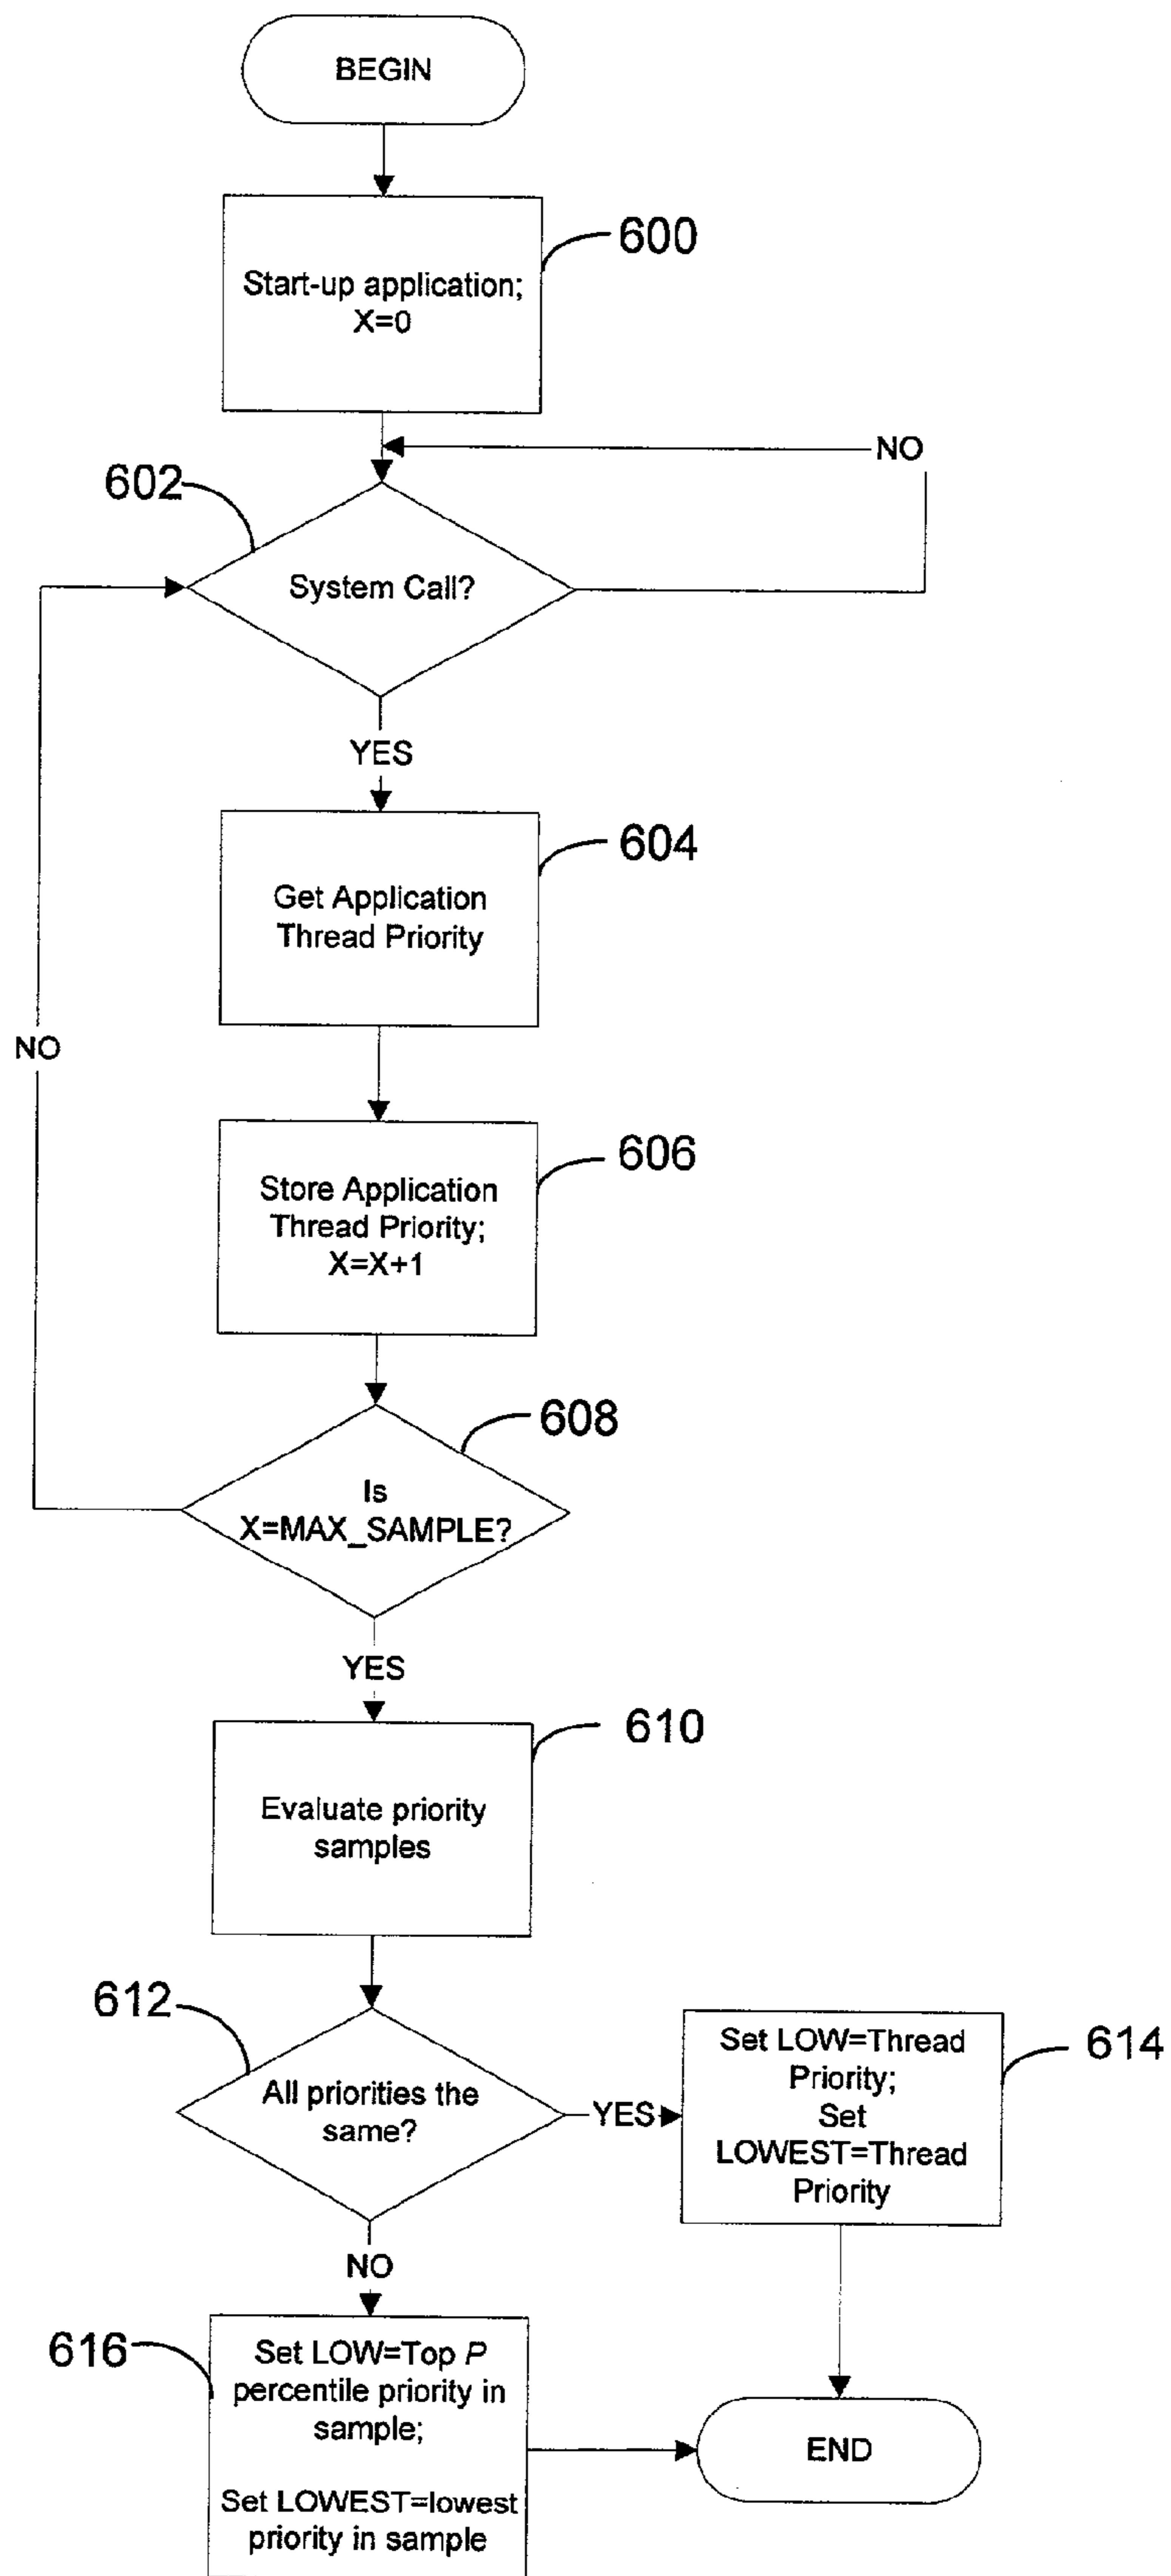 BEGIN
600
Start-up application;
X=0
NO
602
System Call?
YES
604
Get Application
Thread Priority
NO
606
Store Application
Thread Priority;
X=X+1
608
Is
X=MAX_SAMPLE?
YES
610
Evaluate priority
samples
612
All priorities the
same?
YES
Set LOW=Thread
Priority;
Set
LOWEST=Thread
Priority
614
NO
616
Set LOW=Top P
percentile priority in
sample;
Set LOWEST=lowest
priority in sample
END